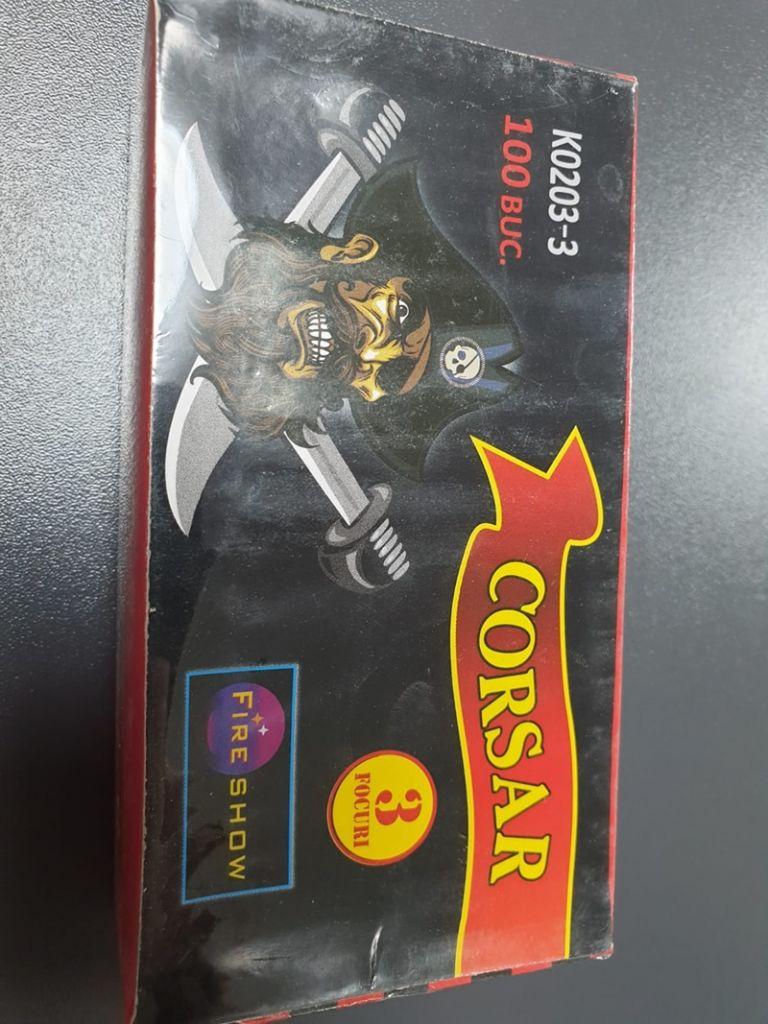 K0203-3
100 BUC.
CORSAR
3
FOCURI
FIRE SHOW